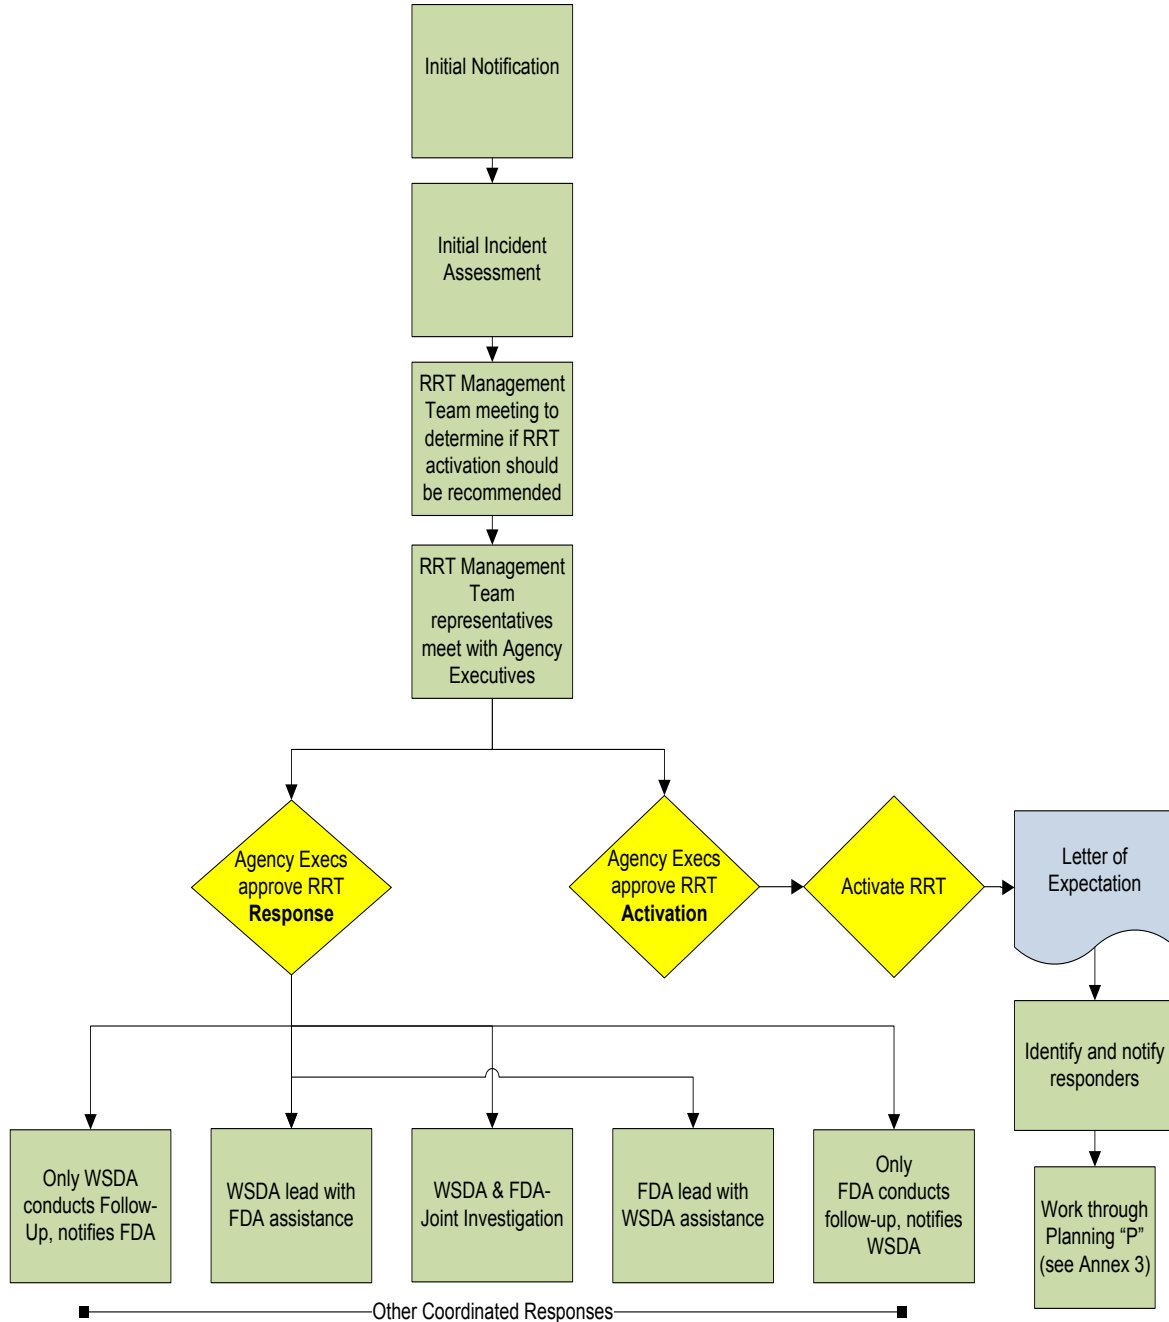 Initial Notification
Initial Incident
Assessment
RRT Management
Team meeting to
determine if RRT
activation should
be recommended
RRT Management
Team
representatives
meet with Agency
Executives
Agency Execs
approve RRT
Response
Agency Execs
approve RRT
Activation
Activate RRT
Letter of
Expectation
Identify and notify
responders
Only WSDA
conducts Follow-
Up, notifies FDA
WSDA lead with
FDA assistance
WSDA & FDA-
Joint Investigation
FDA lead with
WSDA assistance
Only
FDA conducts
follow-up, notifies
WSDA
Work through
Planning “P”
(see Annex 3)
Other Coordinated Responses